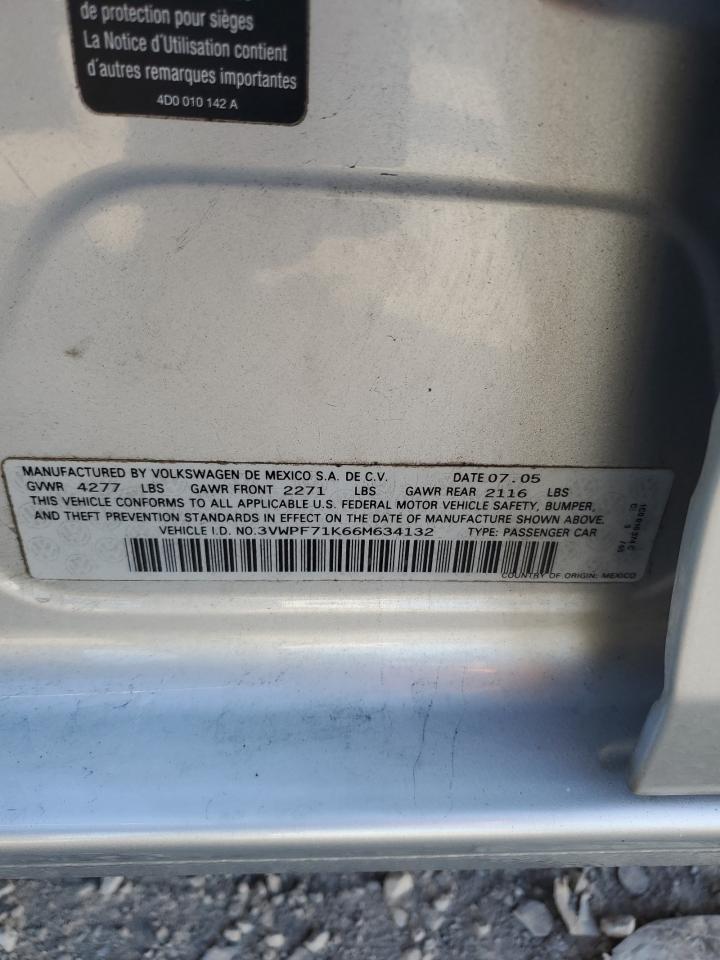 de protection pour sièges
La Notice d'Utilisation contient
d'autres remarques importantes
4D0 010 142 A
MANUFACTURED BY VOLKSWAGEN DE MEXICO S.A. DE C.V. DATE 07.05
GVWR 4277 LBS GAWR FRONT 2271 LBS GAWR REAR 2116 LBS
THIS VEHICLE CONFORMS TO ALL APPLICABLE U.S. FEDERAL MOTOR VEHICLE SAFETY, BUMPER,
AND THEFT PREVENTION STANDARDS IN EFFECT ON THE DATE OF MANUFACTURE SHOWN ABOVE.
VEHICLE I.D. NO.3VWPF71K66M634132 TYPE: PASSENGER CAR
COUNTRY OF ORIGIN: MEXICO